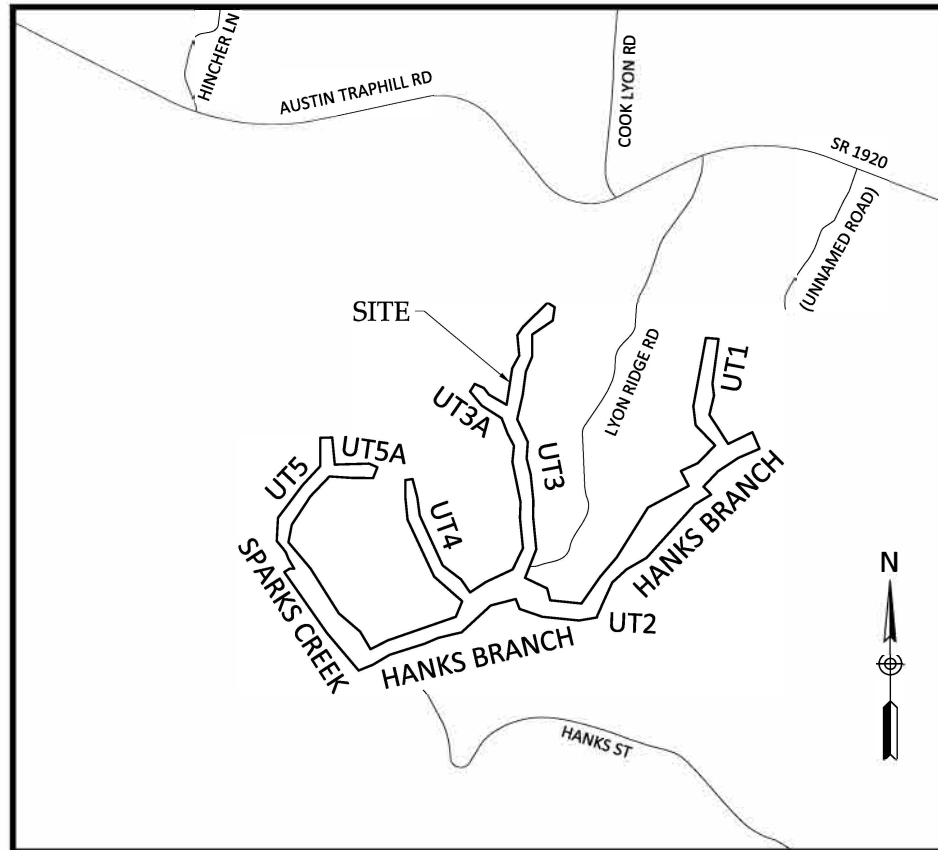 HINCHER LN
AUSTIN TRAPHILL RD
COOK LYON RD
SR 1920
(UNNAMED ROAD)
SITE
LYON RIDGE RD
UT1
UT3A
UT3
UT5A
UT5
UT4
HANKS BRANCH
SPARKS CREEK
N
UT2
HANKS BRANCH
HANKS ST